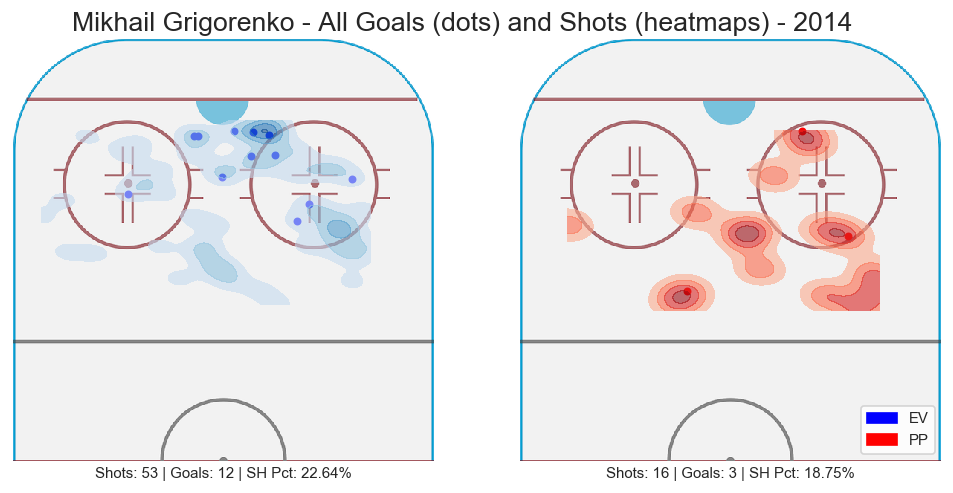 Mikhail Grigorenko - All Goals (dots) and Shots (heatmaps) - 2014
EV
PP
Shots: 53 | Goals: 12 | SH Pct: 22.64%
Shots: 16 | Goals: 3 | SH Pct: 18.75%